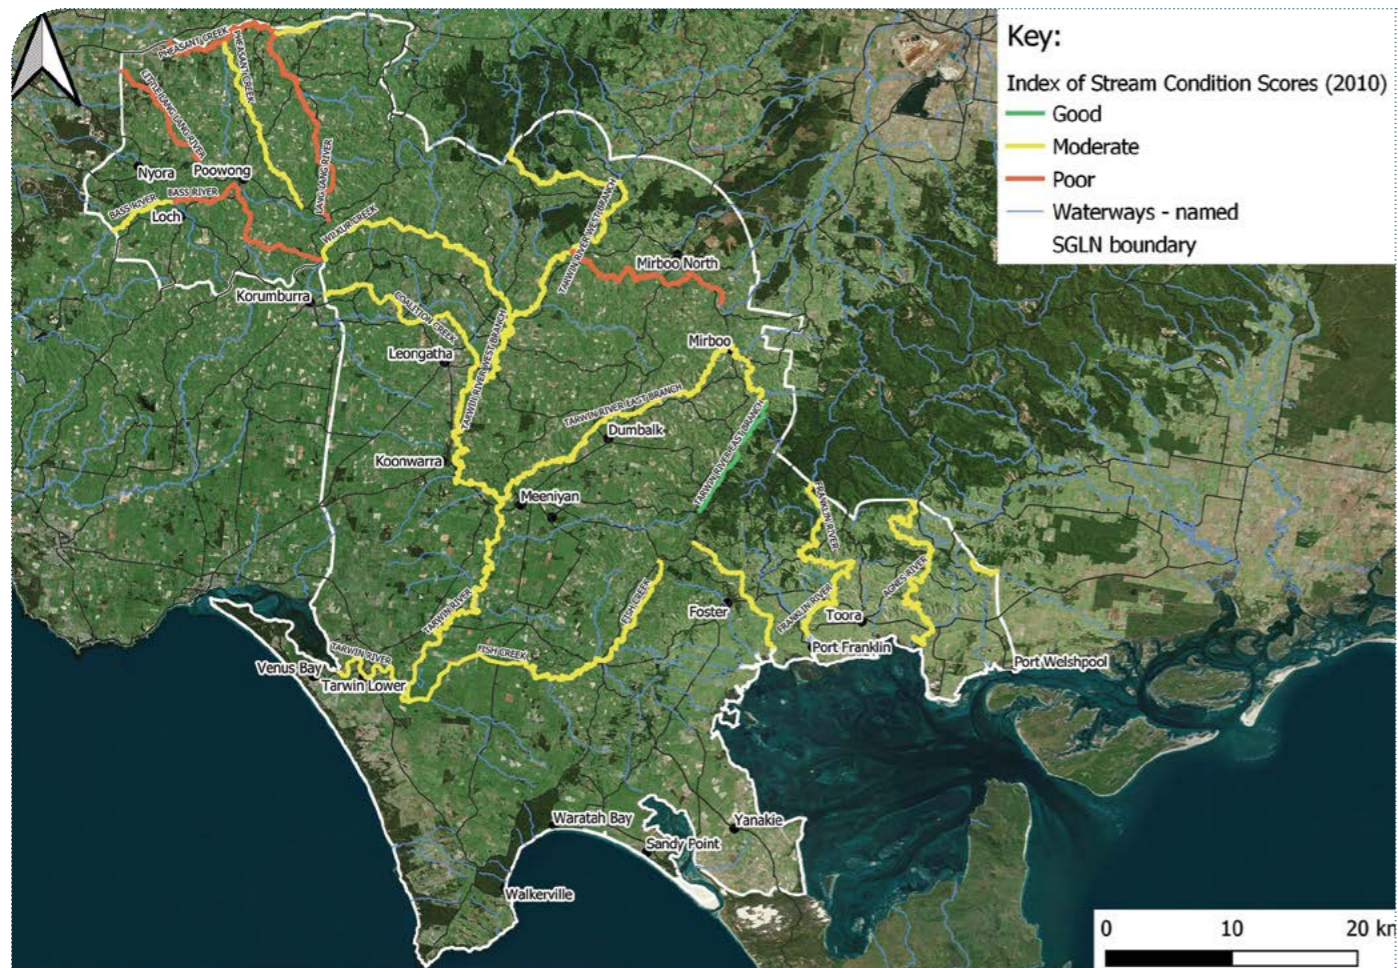 Key:
Index of Stream Condition Scores (2010)
Good
Moderate
Poor
Waterways - named
SGLN boundary
PHEASANT CREEK
PHEASANT CREEK
LITTLE LANG LANG RIVER
LANG LANG RIVER
Nyora
Poowong
BASS RIVER
BASS RIVER
Loch
WILKUR CREEK
TARWIN RIVER WEST BRANCH
Mirboo North
Korumburra
COALITION CREEK
Leongatha
TARWIN RIVER WEST BRANCH
Mirboo
TARWIN RIVER EAST BRANCH
Dumbalk
TARWIN RIVER EAST BRANCH
Koonwarra
Meeniyan
FRANKLIN RIVER
AGNES RIVER
FISH CREEK
Foster
FRANKLIN RIVER
Toora
TARWIN RIVER
TARWIN RIVER
FISH CREEK
Port Franklin
Port Welshpool
Venus Bay
Tarwin Lower
Waratah Bay
Yanakie
Sandy Point
Walkerville
0 10 20 km